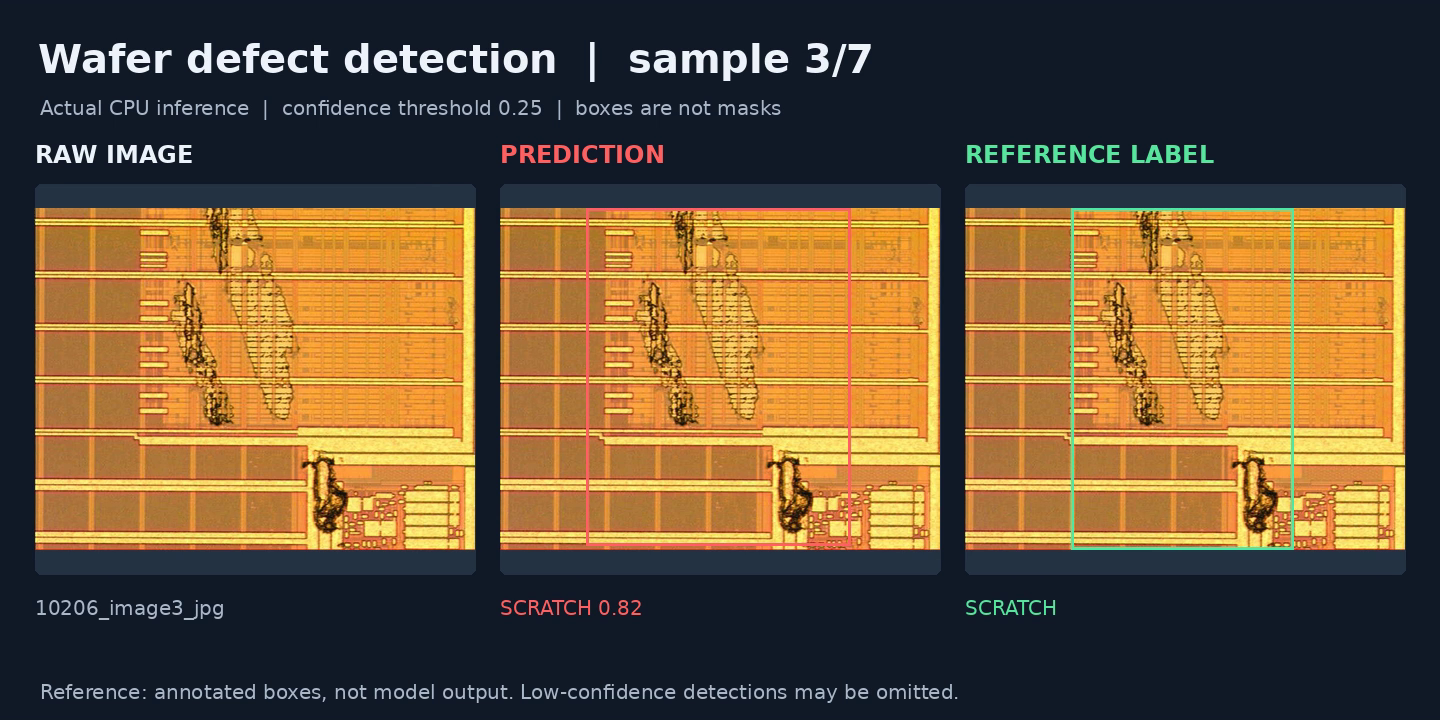 Wafer defect detection | sample 3/7
Actual CPU inference | confidence threshold 0.25 | boxes are not masks
RAW IMAGE
PREDICTION
REFERENCE LABEL
10206_image3_jpg
SCRATCH 0.82
SCRATCH
Reference: annotated boxes, not model output. Low-confidence detections may be omitted.